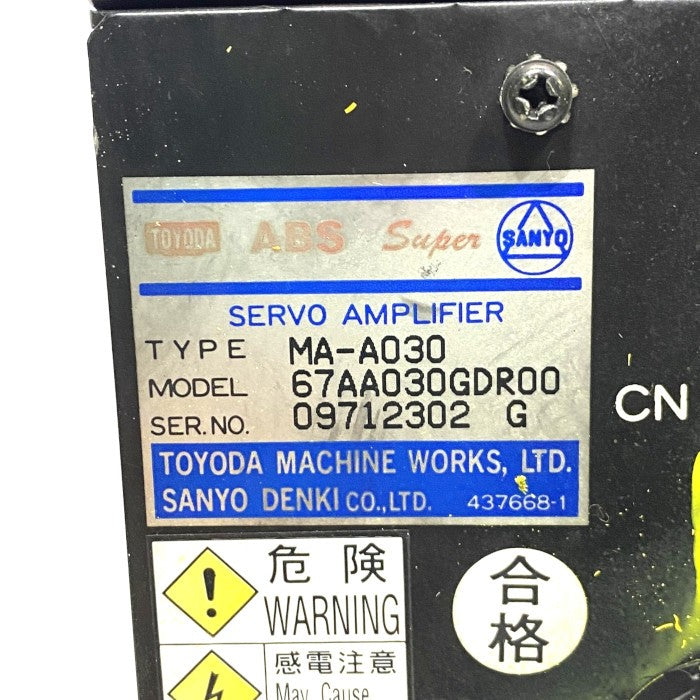 TOYODA ABS Super SANYO
SERVO AMPLIFIER
TYPE MA-A030
MODEL 67AA030GDR00
SER.NO. 09712302 G
TOYODA MACHINE WORKS, LTD.
SANYO DENKI CO.,LTD. 437668-1
CN
危険
WARNING
感電注意
May Cause
合格